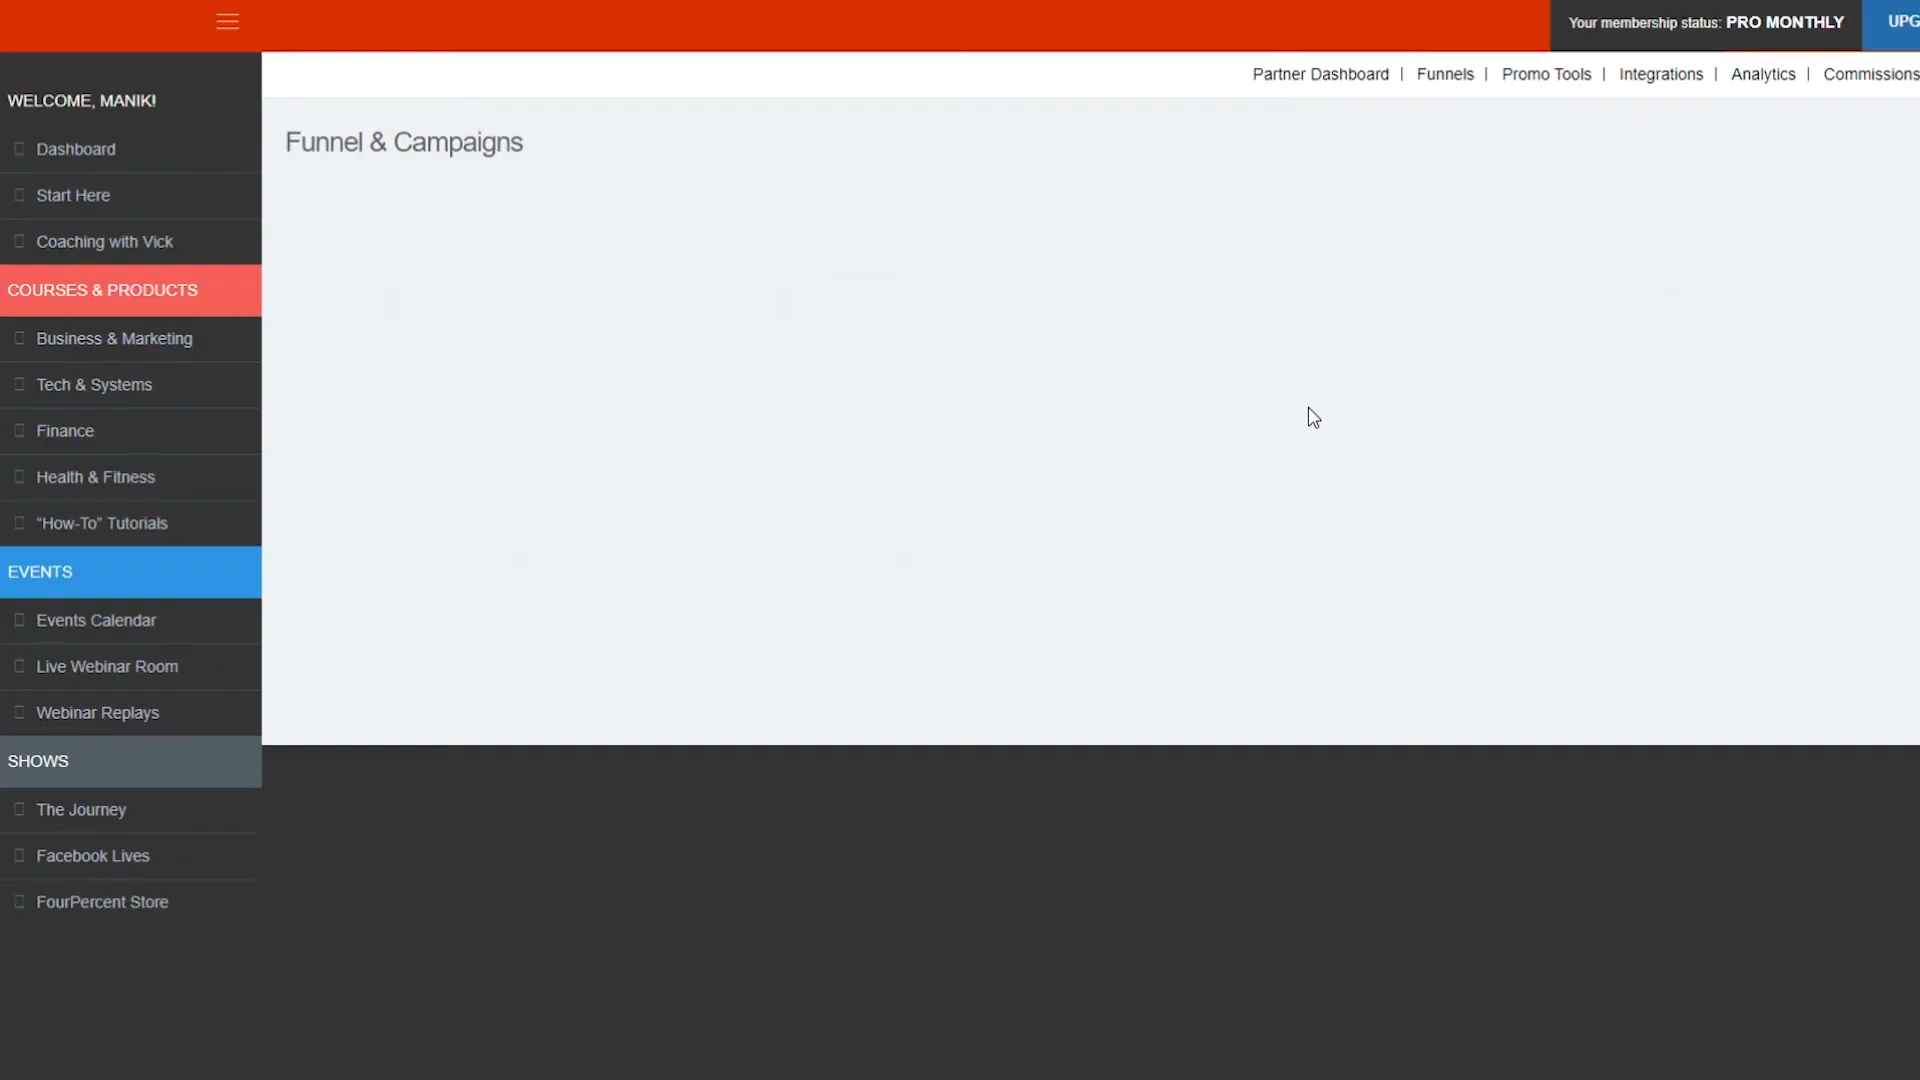 Your membership status: PRO MONTHLY
UPG
Partner Dashboard | Funnels | Promo Tools | Integrations | Analytics | Commissions
WELCOME, MANIK!
Dashboard
Start Here
Coaching with Vick
COURSES & PRODUCTS
Business & Marketing
Tech & Systems
Finance
Health & Fitness
“How-To” Tutorials
EVENTS
Events Calendar
Live Webinar Room
Webinar Replays
SHOWS
The Journey
Facebook Lives
FourPercent Store
Funnel & Campaigns